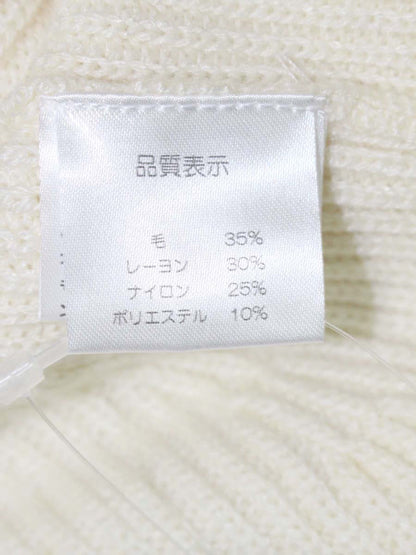 品質表示
毛 35%
レーヨン 30%
ナイロン 25%
ポリエステル 10%